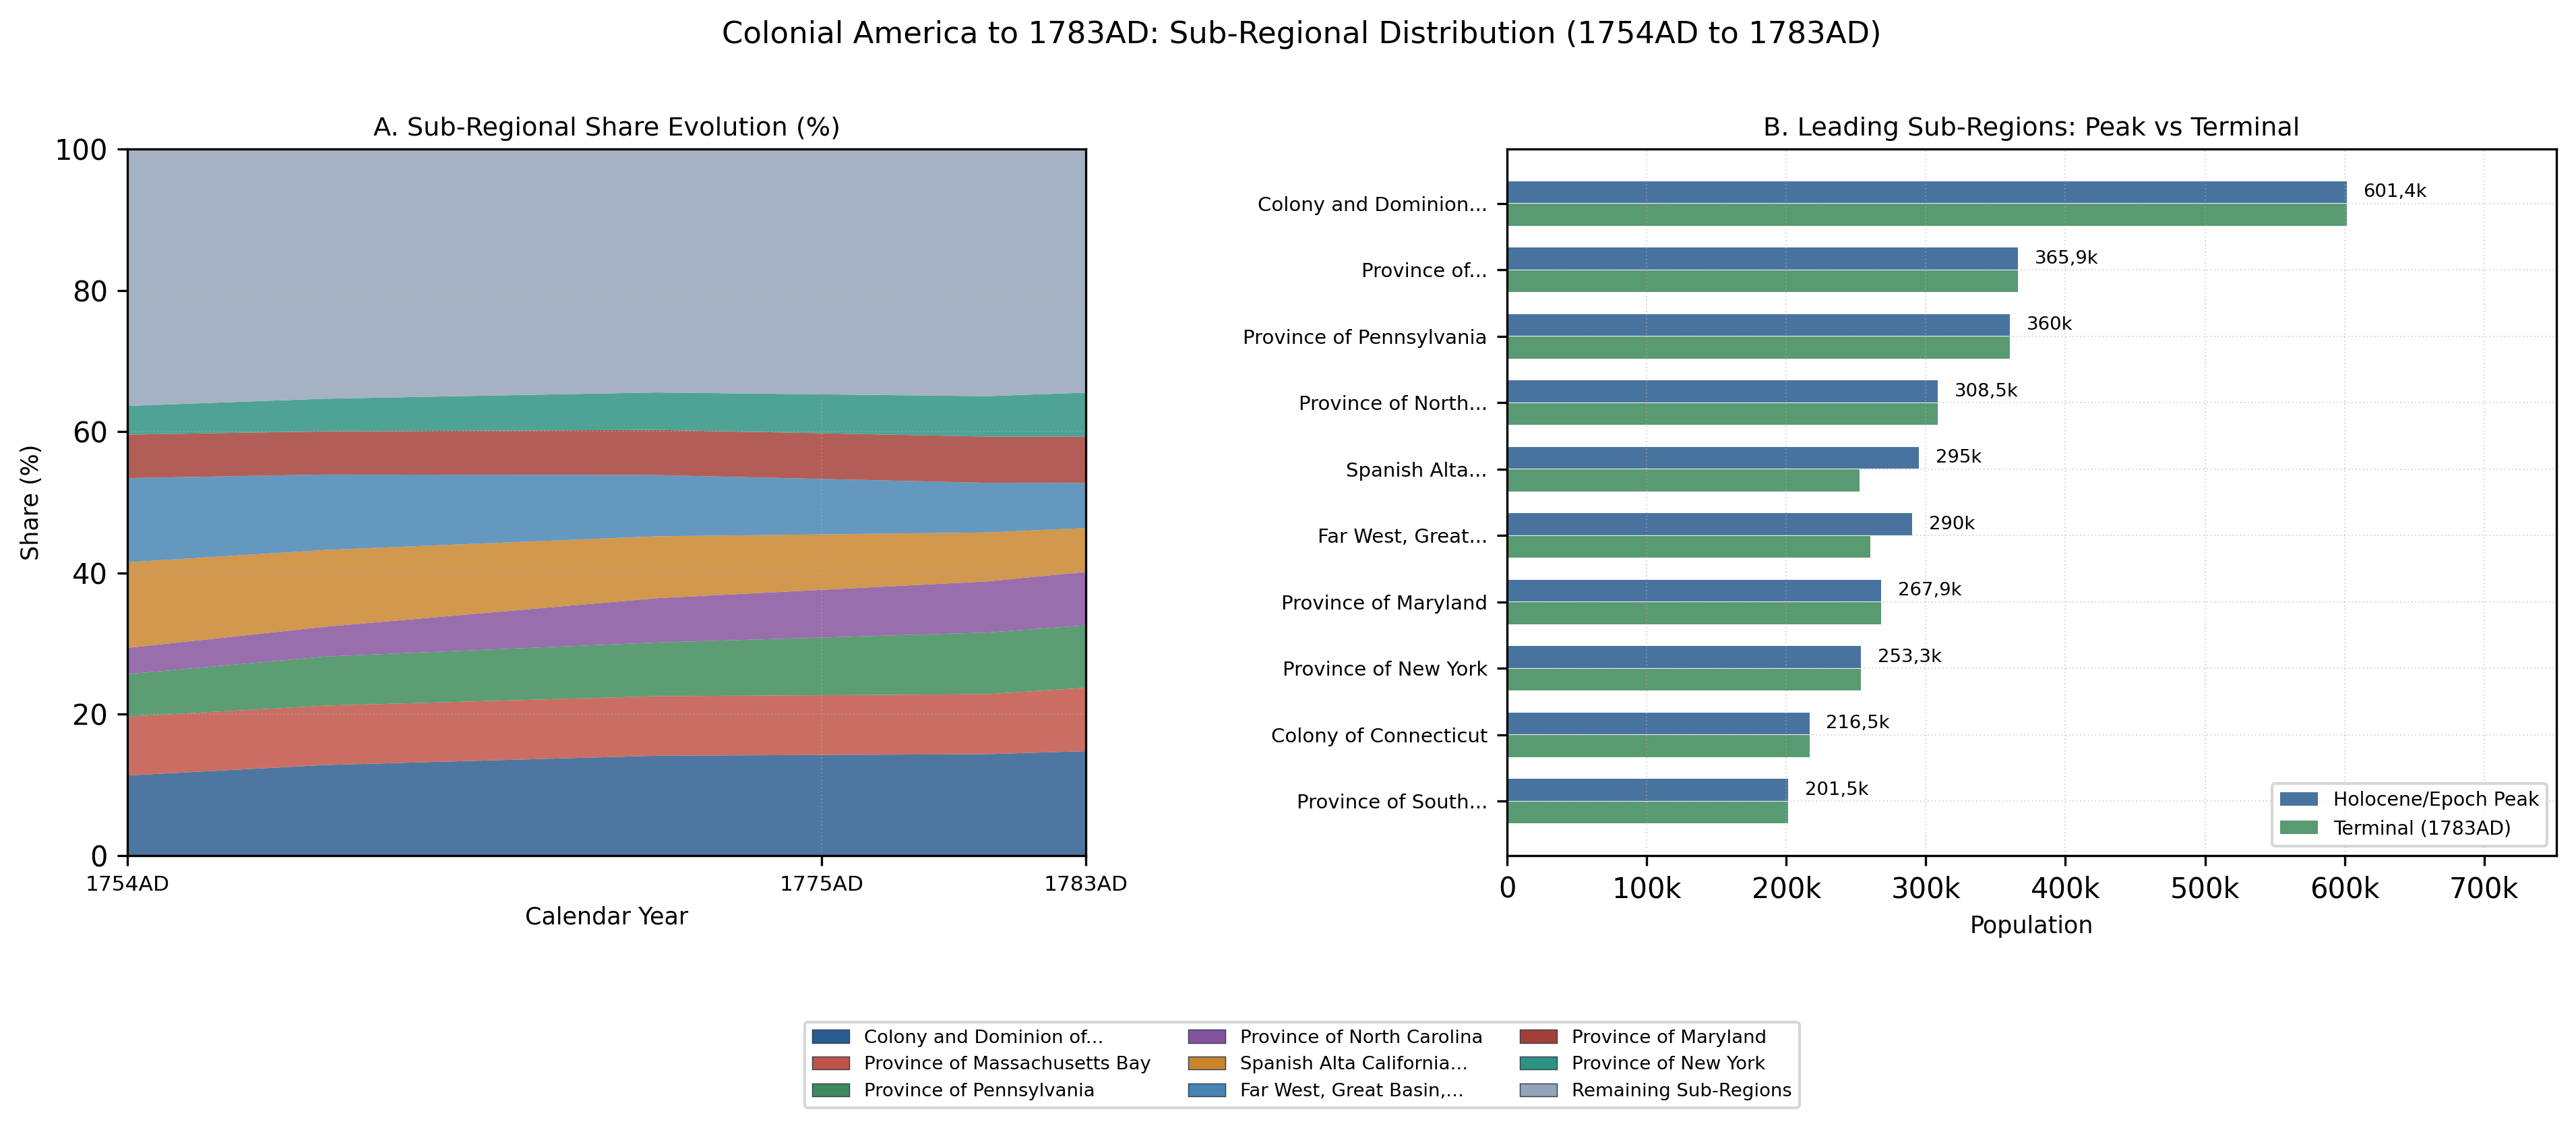 Colonial America to 1783AD: Sub-Regional Distribution (1754AD to 1783AD)
A. Sub-Regional Share Evolution (%)
100
80
60
40
20
0
Share (%)
1754AD
1775AD
1783AD
Calendar Year
B. Leading Sub-Regions: Peak vs Terminal
Colony and Dominion...
601,4k
Province of...
365,9k
Province of Pennsylvania
360k
Province of North...
308,5k
Spanish Alta...
295k
Far West, Great...
290k
Province of Maryland
267,9k
Province of New York
253,3k
Colony of Connecticut
216,5k
Province of South...
201,5k
Holocene/Epoch Peak
Terminal (1783AD)
0
100k
200k
300k
400k
500k
600k
700k
Population
Colony and Dominion of...
Province of Massachusetts Bay
Province of Pennsylvania
Province of North Carolina
Spanish Alta California...
Far West, Great Basin,...
Province of Maryland
Province of New York
Remaining Sub-Regions